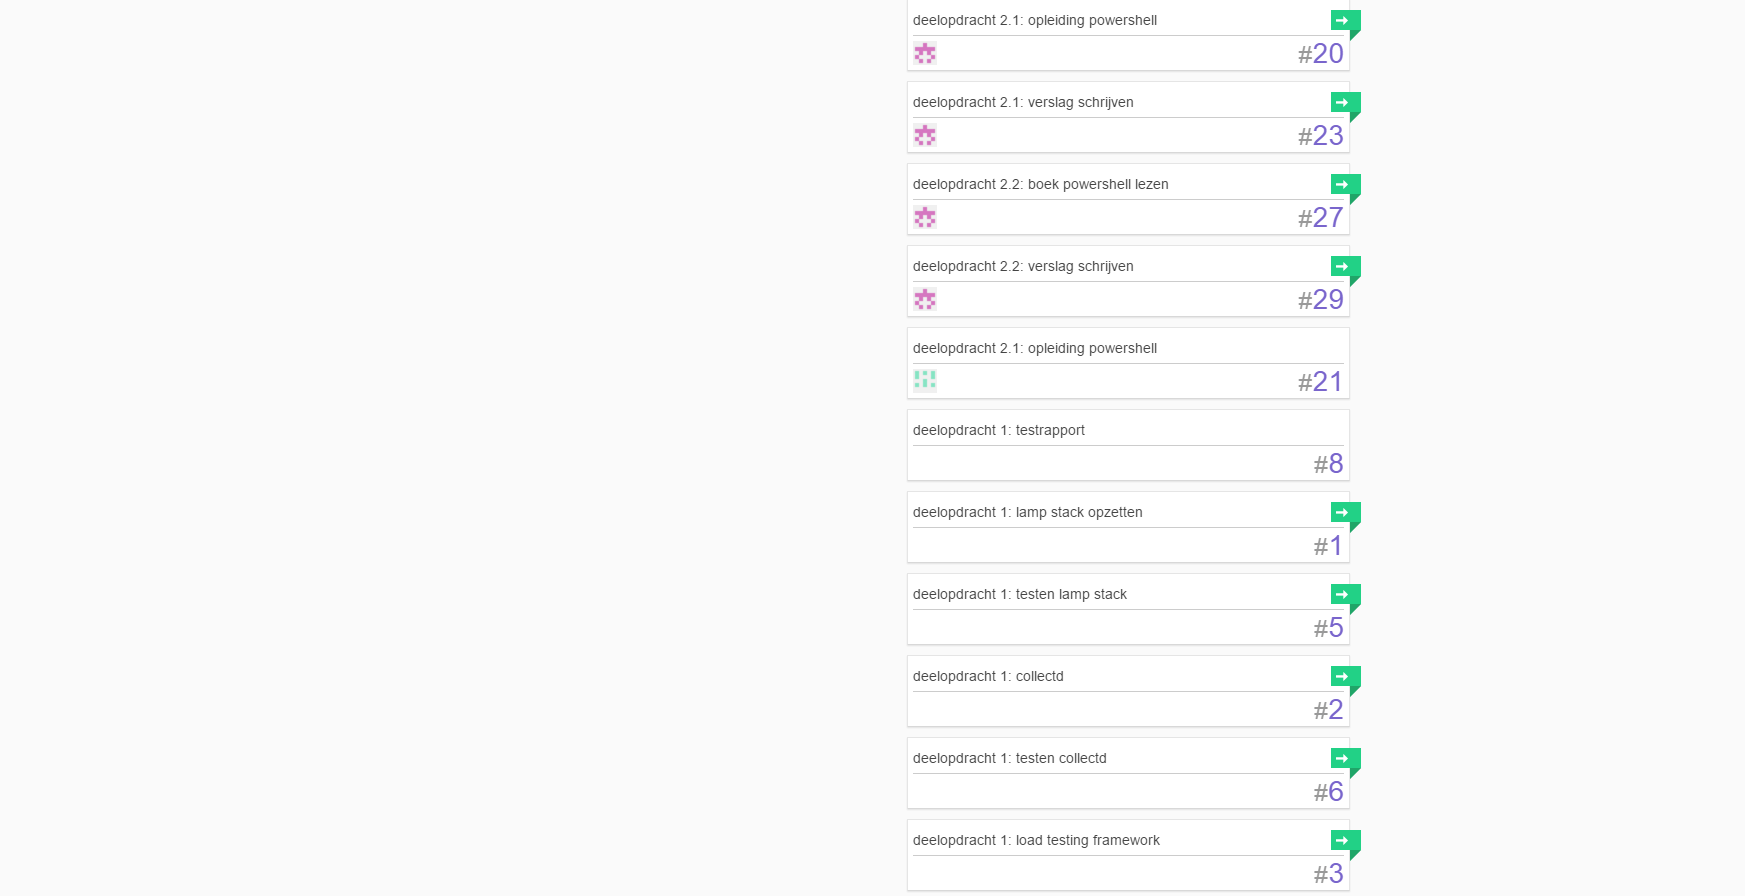 deelopdracht 2.1: opleiding powershell
#20
deelopdracht 2.1: verslag schrijven
#23
deelopdracht 2.2: boek powershell lezen
#27
deelopdracht 2.2: verslag schrijven
#29
deelopdracht 2.1: opleiding powershell
#21
deelopdracht 1: testrapport
#8
deelopdracht 1: lamp stack opzetten
#1
deelopdracht 1: testen lamp stack
#5
deelopdracht 1: collectd
#2
deelopdracht 1: testen collectd
#6
deelopdracht 1: load testing framework
#3